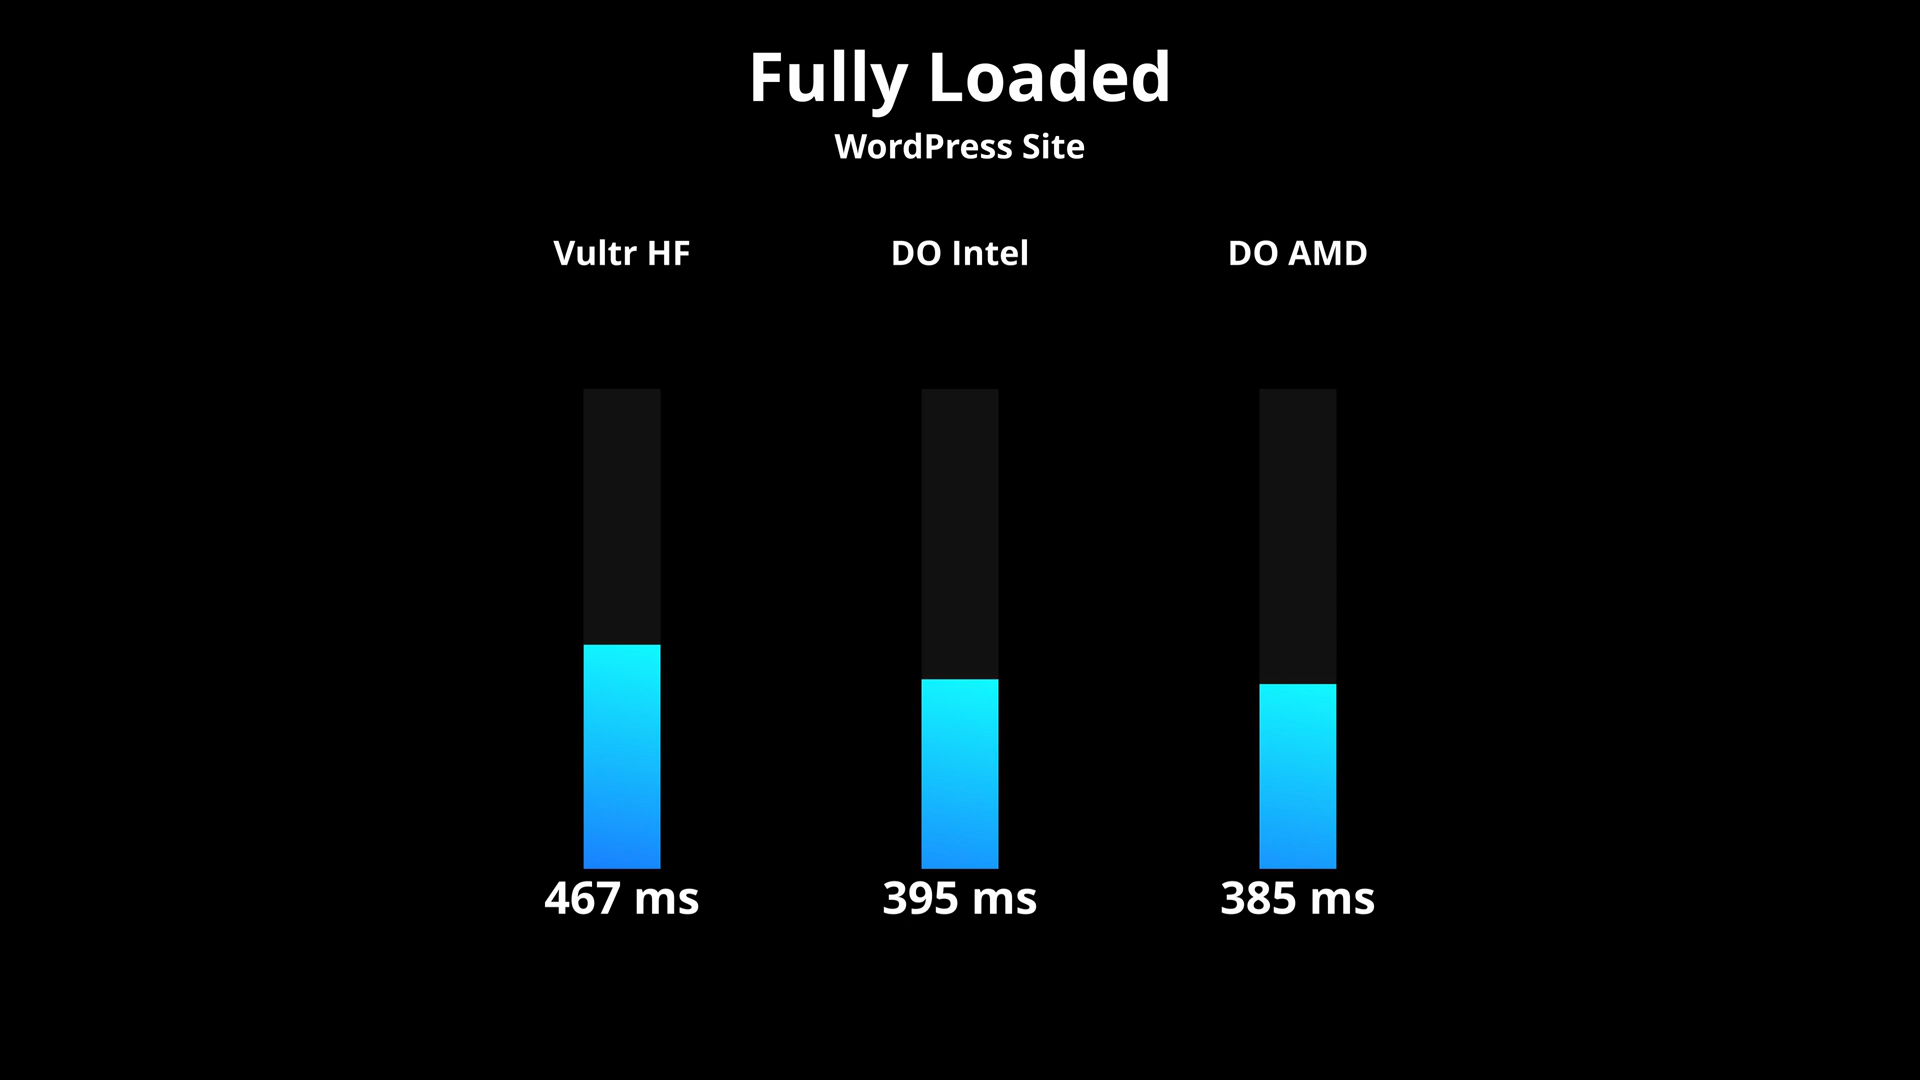 Fully Loaded
WordPress Site
Vultr HF
DO Intel
DO AMD
467 ms
395 ms
385 ms